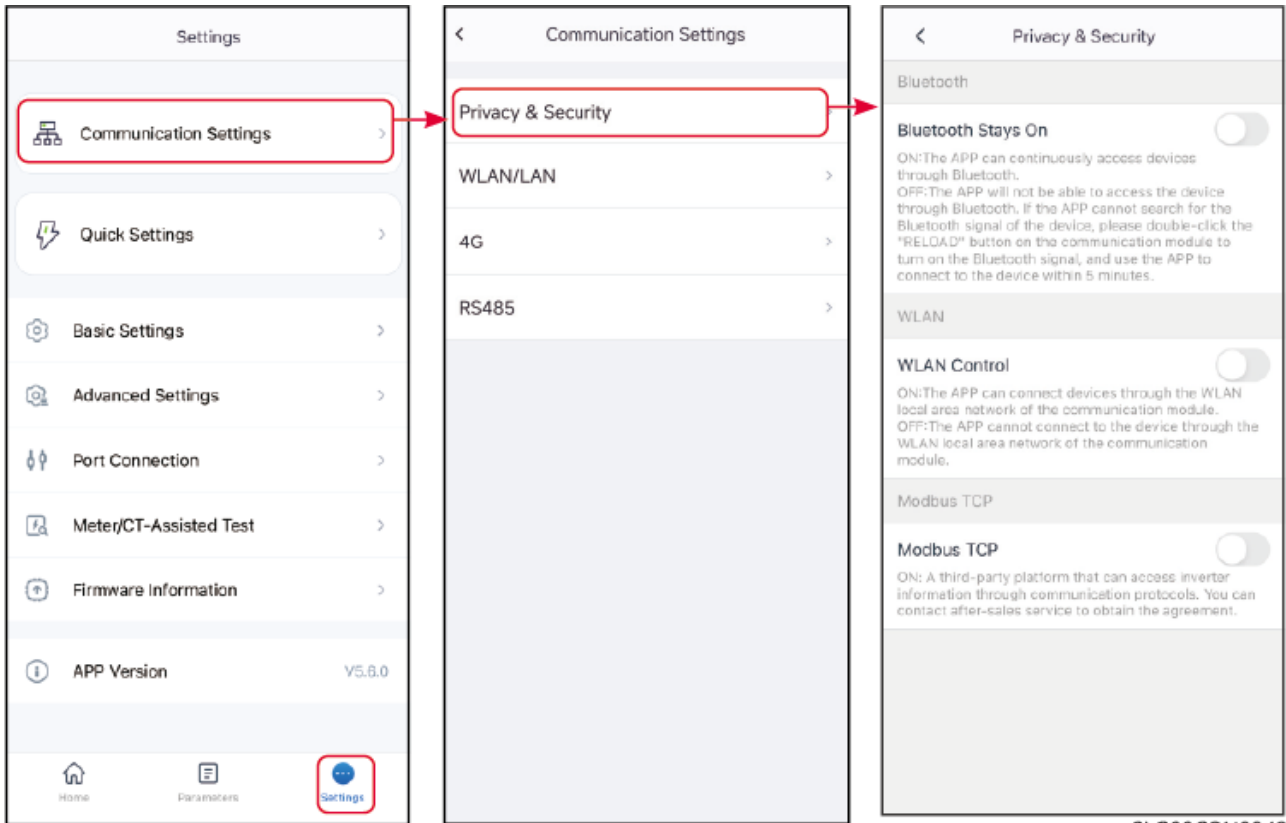 Settings
Communication Settings
Quick Settings
Basic Settings
Advanced Settings
Port Connection
Meter/CT-Assisted Test
Firmware Information
APP Version V5.6.0
Home Parameters Settings
Communication Settings
Privacy & Security
WLAN/LAN
4G
RS485
Privacy & Security
Bluetooth
Bluetooth Stays On
ON:The APP can continuously access devices
through Bluetooth.
OFF:The APP will not be able to access the device
through Bluetooth. If the APP cannot search for the
Bluetooth signal of the device, please double-click the
"RELOAD" button on the communication module to
turn on the Bluetooth signal, and use the APP to
connect to the device within 5 minutes.
WLAN
WLAN Control
ON:The APP can connect devices through the WLAN
local area network of the communication module.
OFF:The APP cannot connect to the device through the
WLAN local area network of the communication
module.
Modbus TCP
Modbus TCP
ON: A third-party platform that can access inverter
information through communication protocols. You can
contact after-sales service to obtain the agreement.